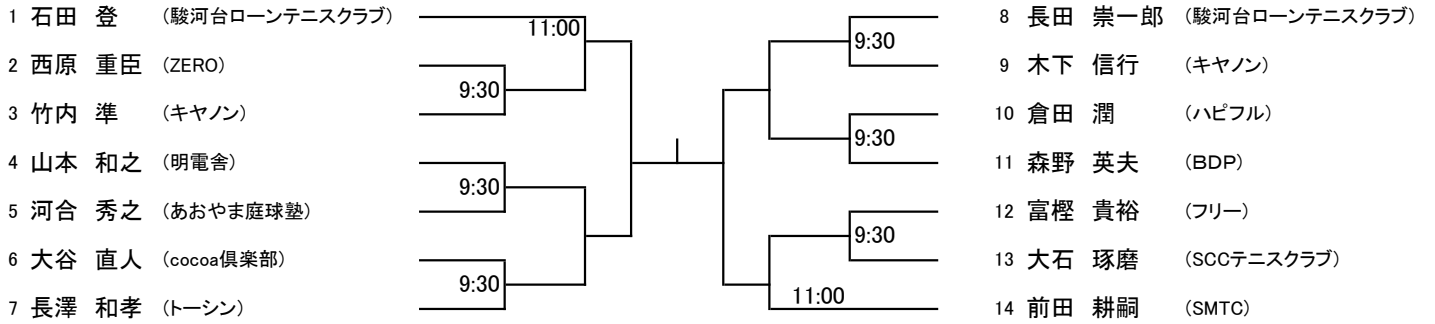 1 石田 登 (駿河台ローンテニスクラブ)
11:00
2 西原 重臣 (ZERO)
9:30
3 竹内 準 (キヤノン)
4 山本 和之 (明電舎)
9:30
5 河合 秀之 (あおやま庭球塾)
6 大谷 直人 (cocoa倶楽部)
9:30
7 長澤 和孝 (トーシン)
8 長田 崇一郎 (駿河台ローンテニスクラブ)
9:30
9 木下 信行 (キヤノン)
10 倉田 潤 (ハピフル)
9:30
11 森野 英夫 (BDP)
12 富樫 貴裕 (フリー)
9:30
13 大石 琢磨 (SCCテニスクラブ)
11:00
14 前田 耕嗣 (SMTC)